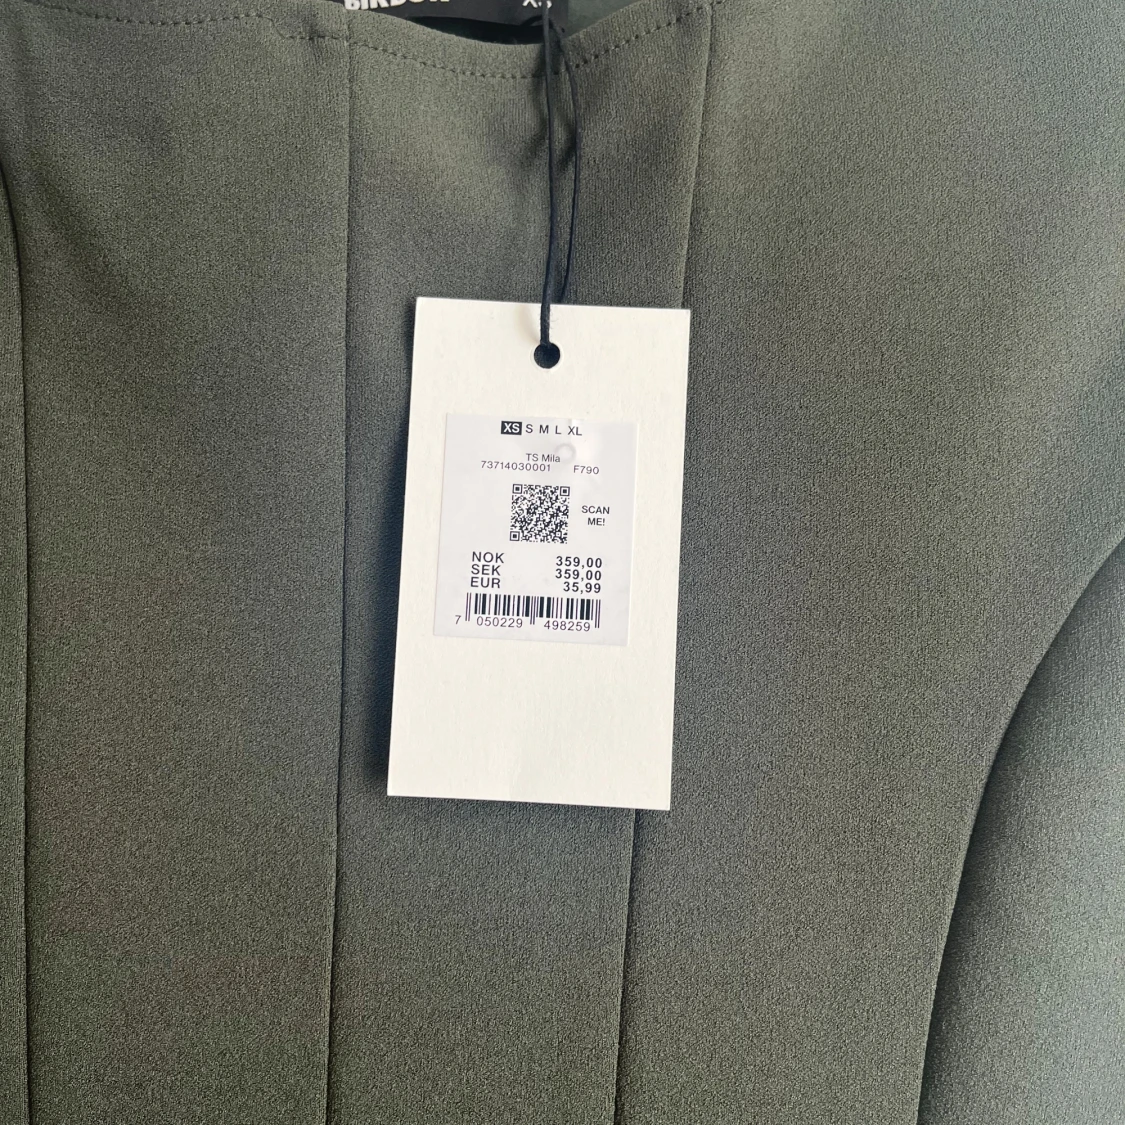 XS S M L XL
TS Mila
73714030001 F790
SCAN
ME!
NOK 359,00
SEK 359,00
EUR 35,99
7 050229 498259